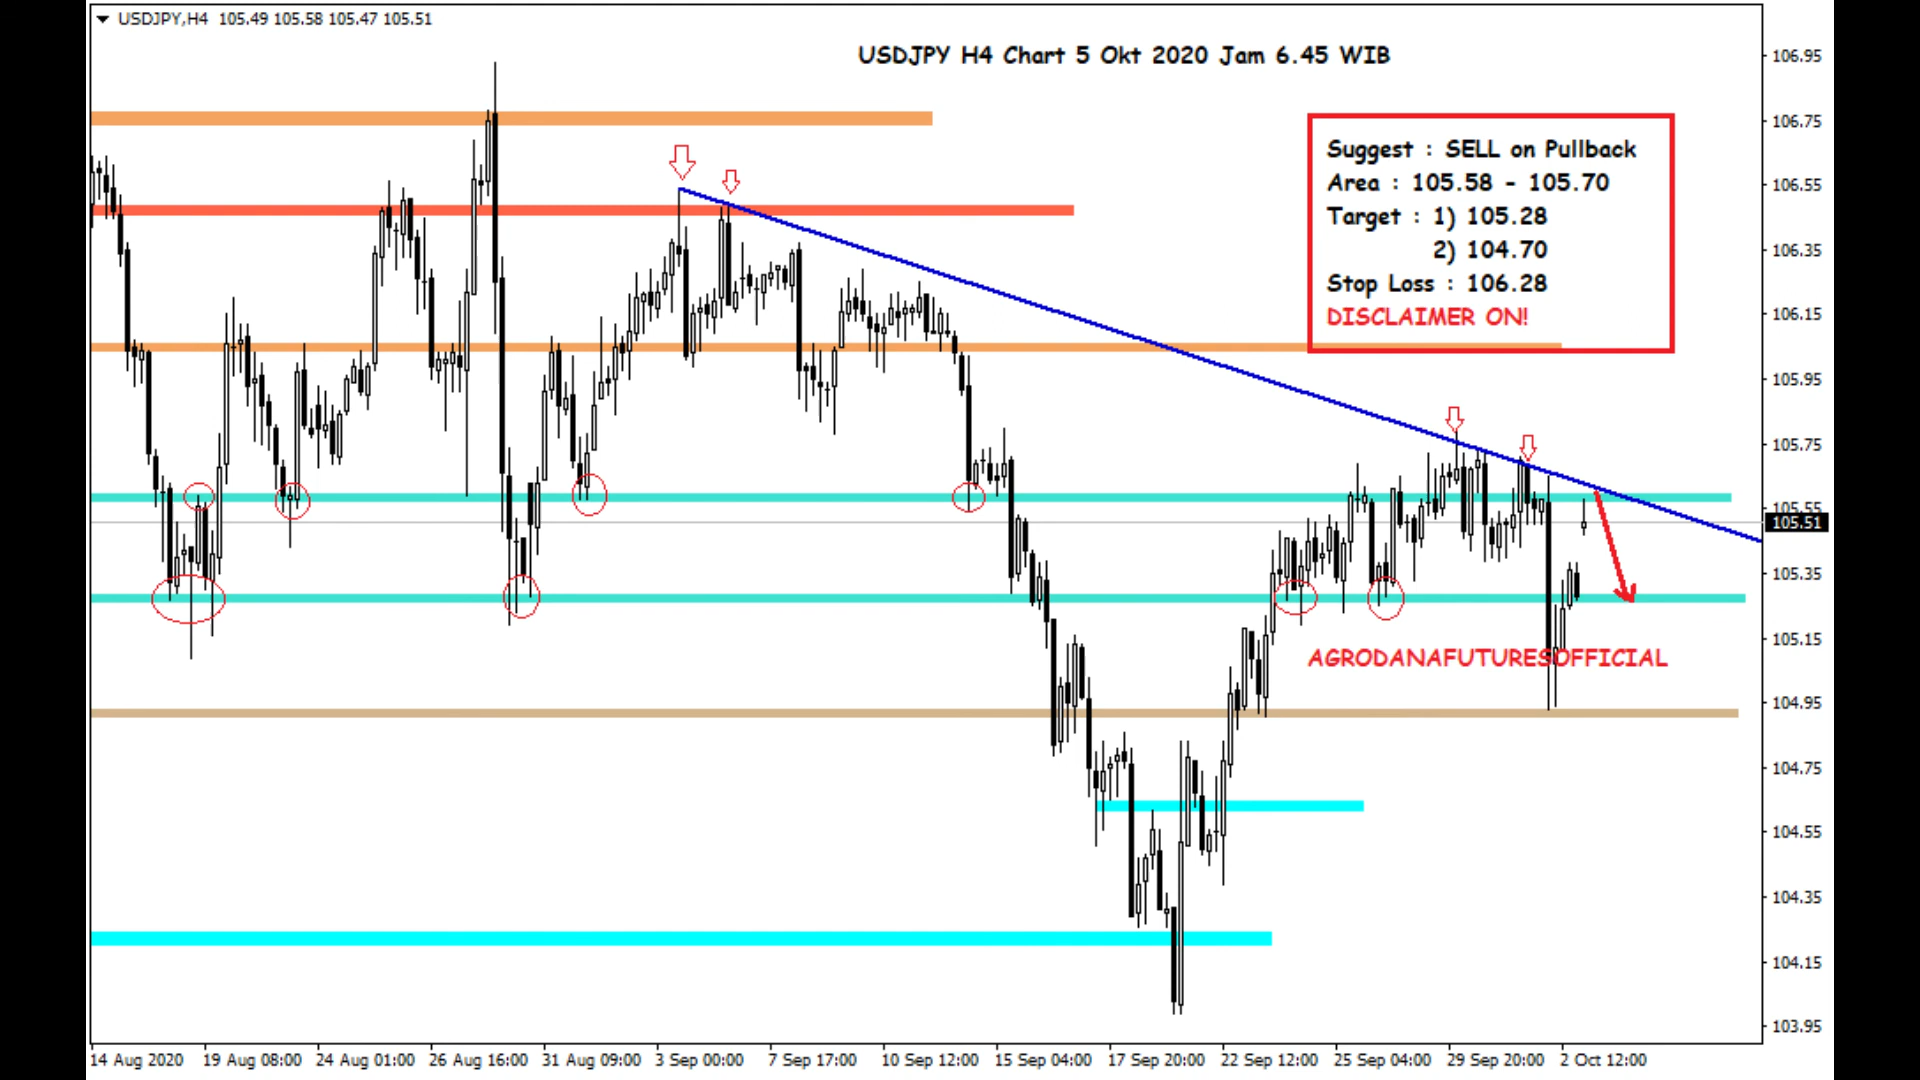 USDJPY,H4 105.49 105.58 105.47 105.51
USDJPY H4 Chart 5 Okt 2020 Jam 6.45 WIB
Suggest : SELL on Pullback
Area : 105.58 - 105.70
Target : 1) 105.28
2) 104.70
Stop Loss : 106.28
DISCLAIMER ON!
AGRODANAFUTURESOFFICIAL
106.95
106.75
106.55
106.35
106.15
105.95
105.75
105.55
105.51
105.35
105.15
104.95
104.75
104.55
104.35
104.15
103.95
14 Aug 2020 19 Aug 08:00 24 Aug 01:00 26 Aug 16:00 31 Aug 09:00 3 Sep 00:00 7 Sep 17:00 10 Sep 12:00 15 Sep 04:00 17 Sep 20:00 22 Sep 12:00 25 Sep 04:00 29 Sep 20:00 2 Oct 12:00